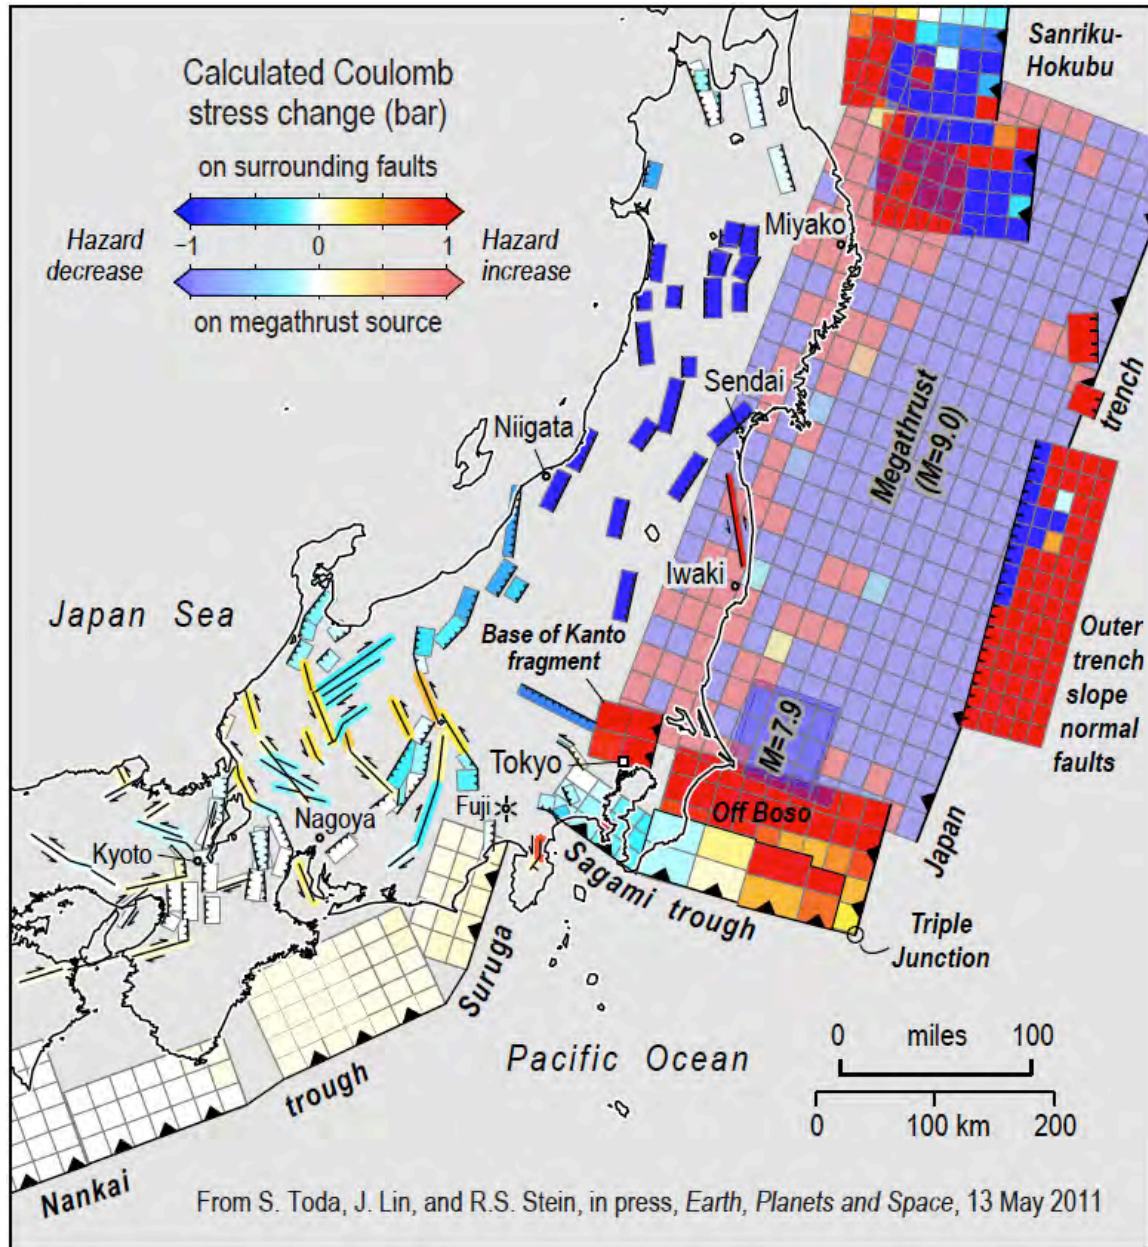 Calculated Coulomb
stress change (bar)
on surrounding faults
Hazard
decrease
−1
0
1
Hazard
increase
on megathrust source
Sanriku-
Hokubu
Miyako
Sendai
Niigata
Megathrust
(M=9.0)
trench
Iwaki
Japan Sea
Base of Kanto
fragment
Outer
trench
slope
normal
faults
M=7.9
Tokyo
Off Boso
Fuji
Nagoya
Kyoto
Japan
Sagami trough
Triple
Junction
Suruga
Pacific Ocean
trough
Nankai
0 miles 100
0 100 km 200
From S. Toda, J. Lin, and R.S. Stein, in press, Earth, Planets and Space, 13 May 2011